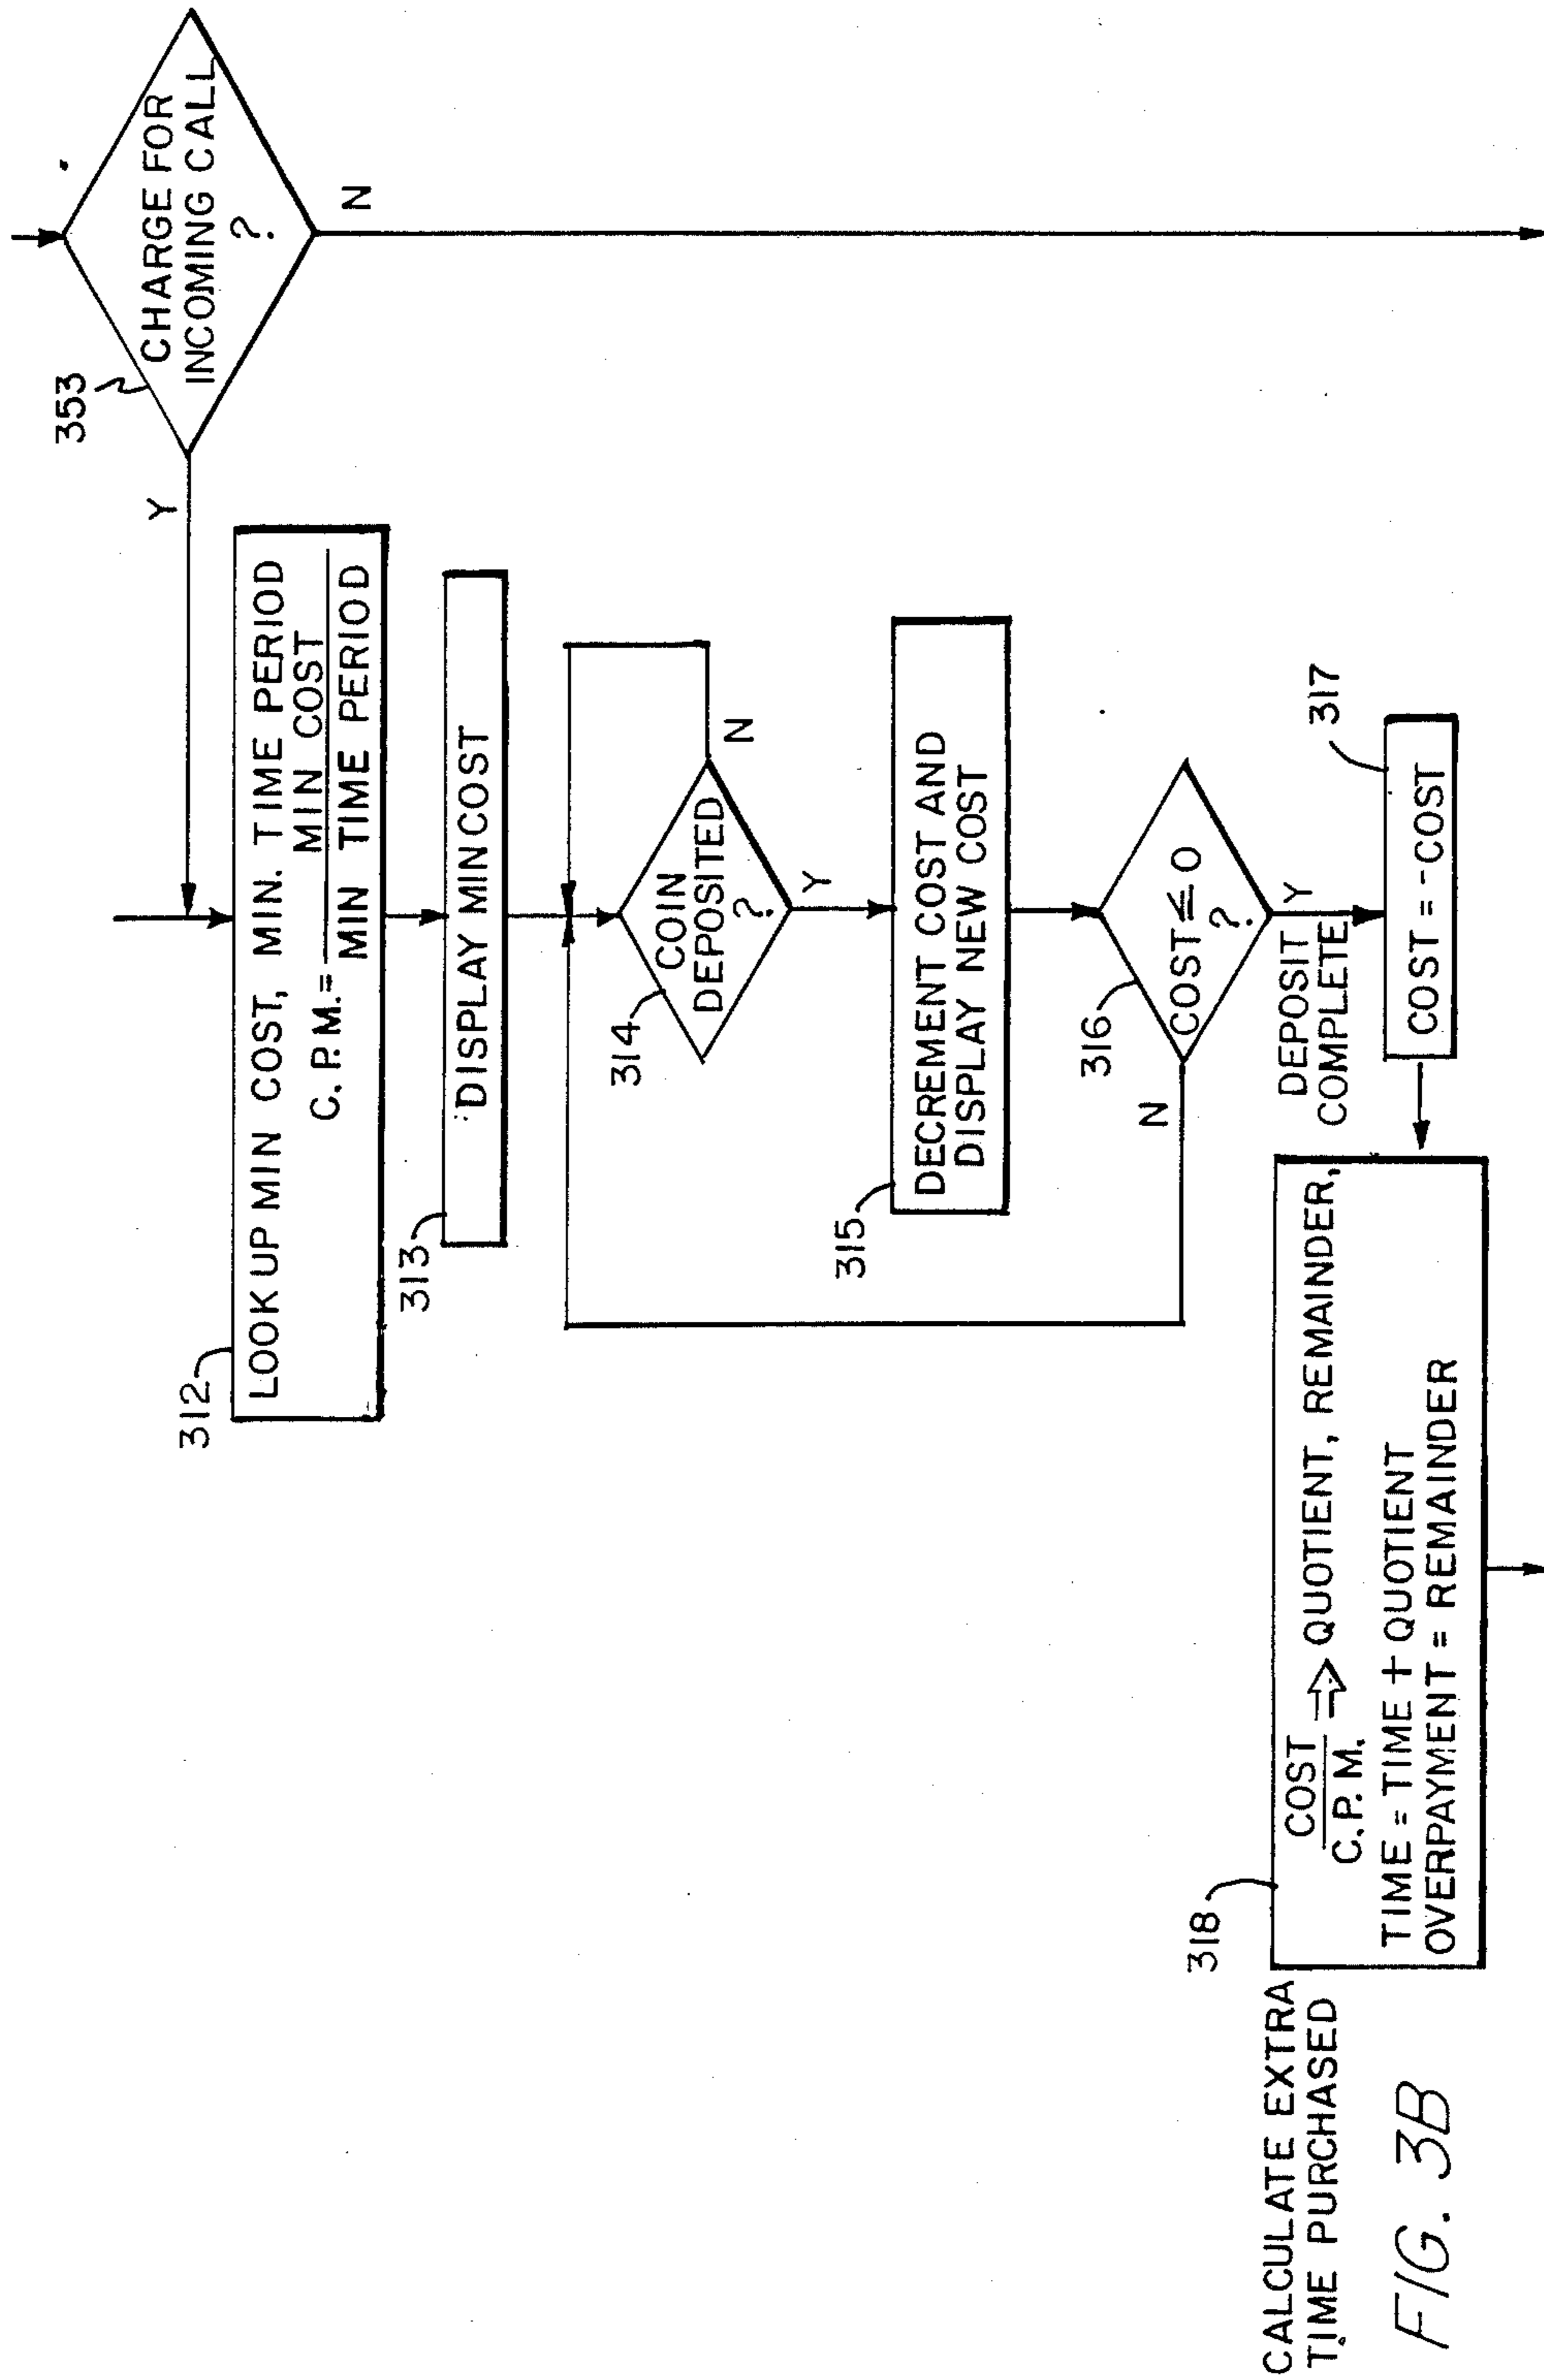 353
CHARGE FOR
INCOMING CALL
?
Y
N
312
LOOK UP MIN COST, MIN. TIME PERIOD
C.P.M. = MIN COST
MIN TIME PERIOD
313
DISPLAY MIN COST
314
COIN
DEPOSITED
?
N
Y
315
DECREMENT COST AND
DISPLAY NEW COST
316
COST ≤ 0
?
N
Y
DEPOSIT
COMPLETE
317
COST = -COST
318
COST
C.P.M. ⇒ QUOTIENT, REMAINDER,
TIME = TIME + QUOTIENT
OVERPAYMENT = REMAINDER
CALCULATE EXTRA
TIME PURCHASED
FIG. 3B